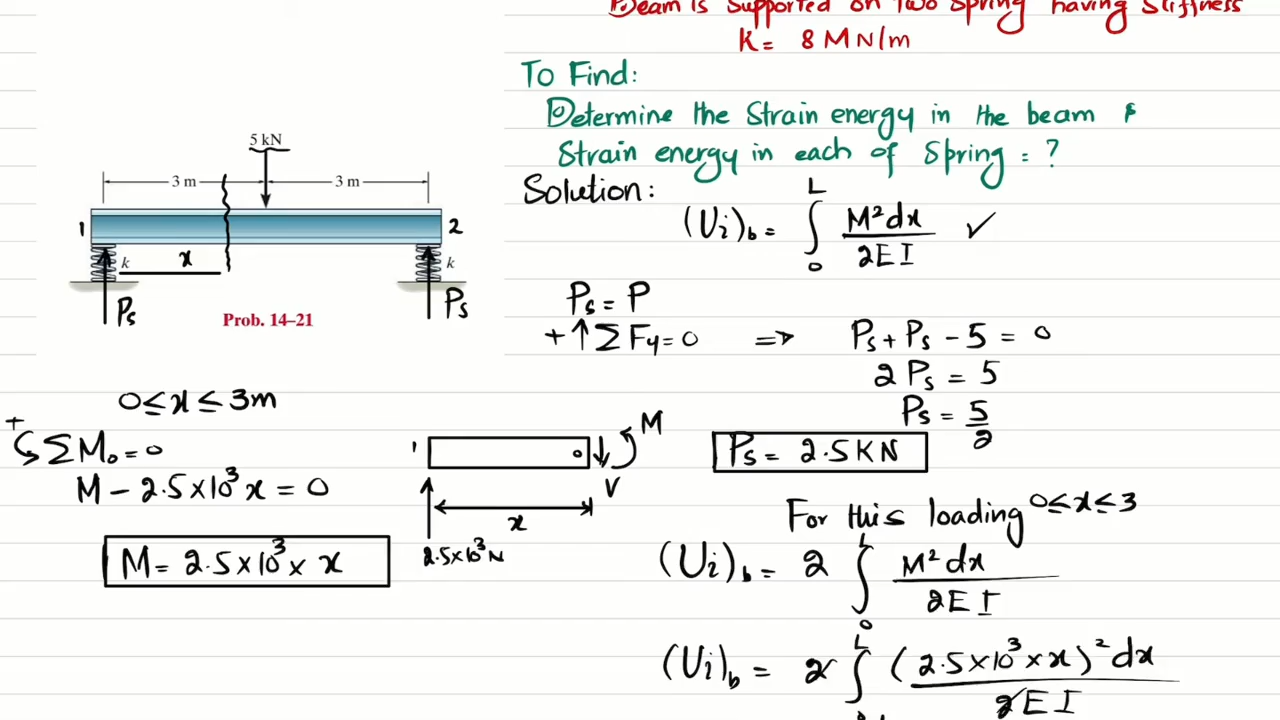 Beam is Supported on Two Spring having Stiffness
K = 8 MN/m
To Find:
Determine the Strain energy in the beam &
Strain energy in each of Spring = ?
Solution:
(Ui)b = ∫₀ᴸ M²dx / 2EI ✓
5 kN
3 m 3 m
1 2
k x k
Ps Ps
Prob. 14–21
Ps = P
+↑ΣFy=0 => Ps + Ps - 5 = 0
2 Ps = 5
Ps = 5/2
Ps = 2.5KN
0≤x≤3m
+ ΣMo=0
M - 2.5×10³x = 0
M = 2.5×10³× x
1 o M
V
x
2.5×10³N
For this loading 0≤x≤3
(Ui)b = 2 ∫₀ᴸ M²dx / 2EI
(Ui)b = 2 ∫ᴸ (2.5×10³×x)²dx / 2EI